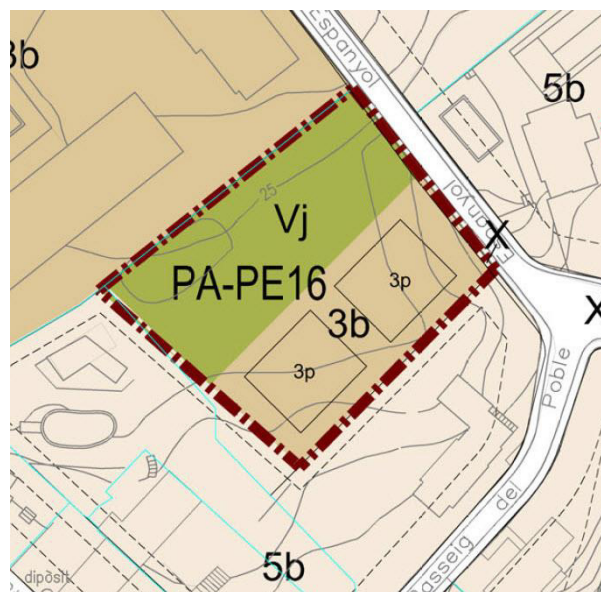 Espanyol
3b
5b
25
Vj
Espanyol
X
PA-PE16
3p
X
3b
3p
Poble
del
Passeig
5b
dipòsit